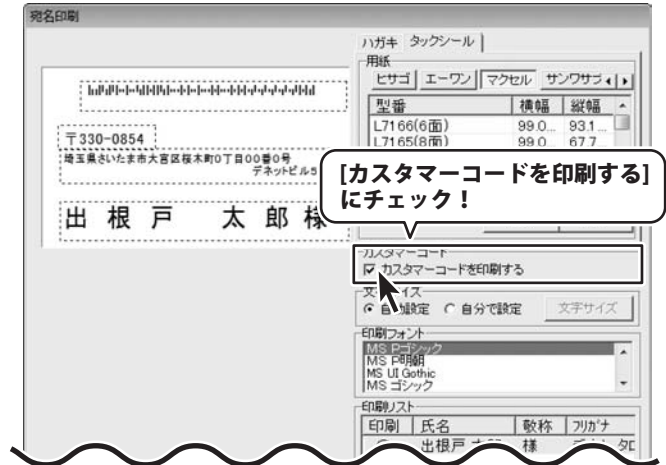 宛名印刷
ハガキ タックシール
用紙
ヒサゴ エーワン マクセル サンワサプ
型番 横幅 縦幅
L7166(6面) 99.0... 93.1...
L7165(8面) 99.0... 67.7...
〒330-0854
埼玉県さいたま市大宮区桜木町0丁目00番0号
デネットビル5
出根戸 太郎様
[カスタマーコードを印刷する]
にチェック！
カスタマーコード
カスタマーコードを印刷する
自分で設定 文字サイズ
印刷フォント
MS Pゴシック
MS P明朝
MS UI Gothic
MS ゴシック
印刷リスト
印刷 氏名 敬称 フリガナ
出根戸 様